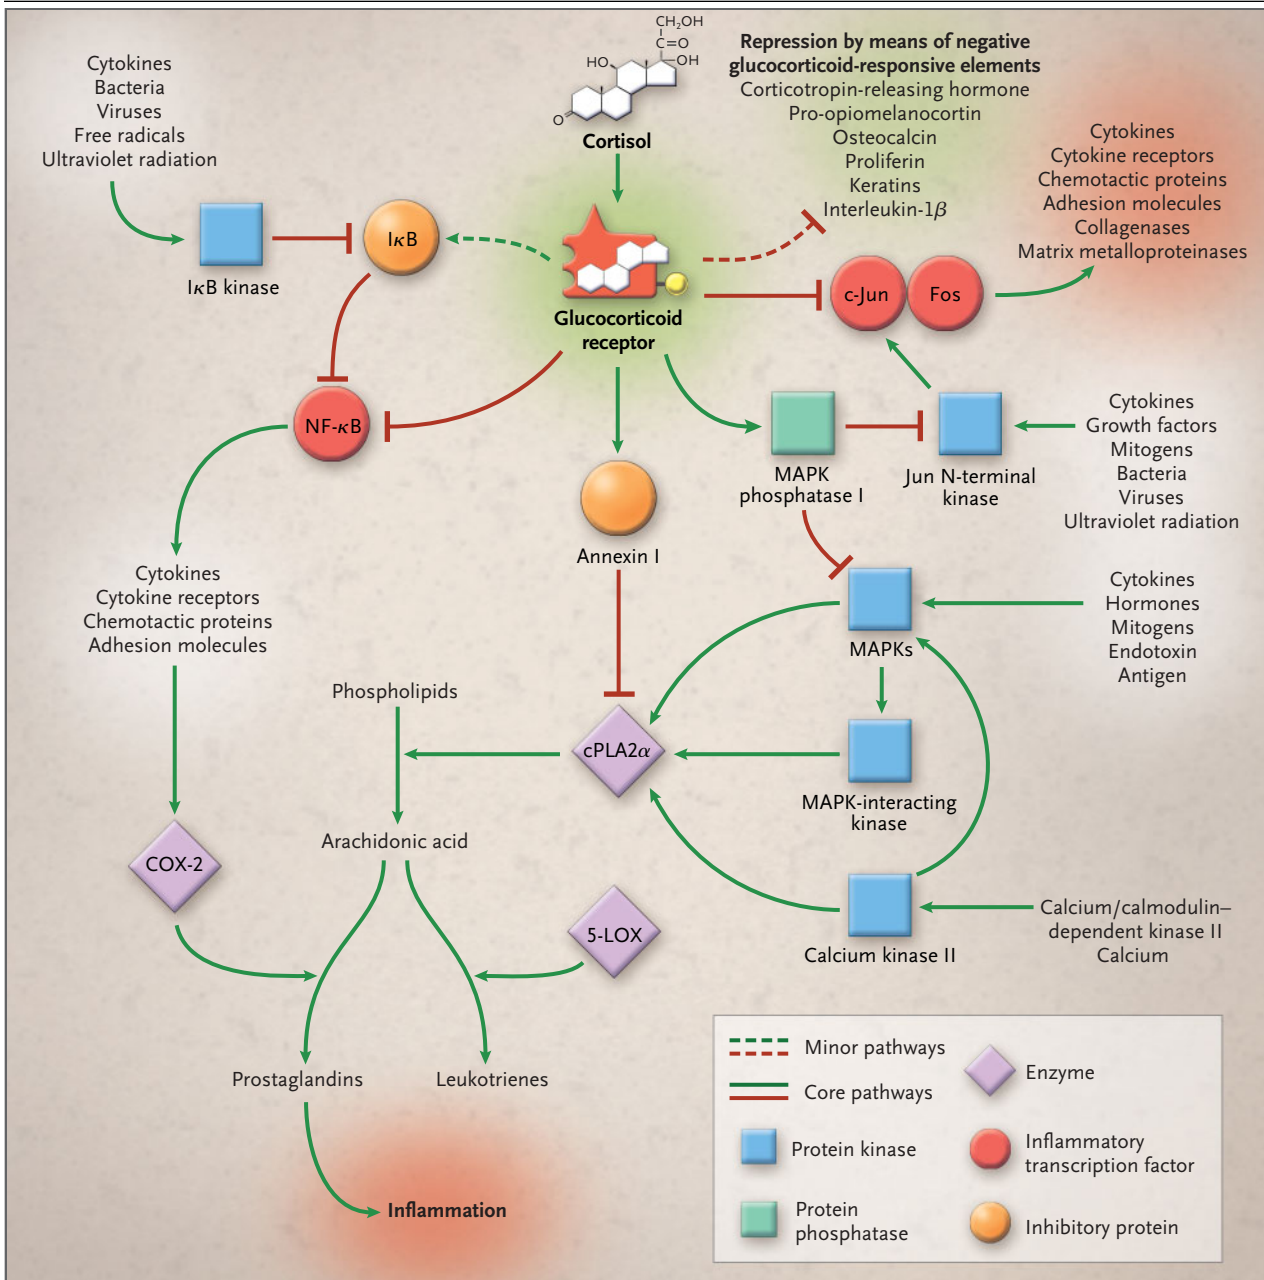 CH₂OH
C=O
HO
OH
O
Cortisol
Repression by means of negative
glucocorticoid-responsive elements
Corticotropin-releasing hormone
Pro-opiomelanocortin
Osteocalcin
Proliferin
Keratins
Interleukin-1β
Cytokines
Bacteria
Viruses
Free radicals
Ultraviolet radiation
Cytokines
Cytokine receptors
Chemotactic proteins
Adhesion molecules
Collagenases
Matrix metalloproteinases
IκB kinase
IκB
Glucocorticoid
receptor
c-Jun
Fos
NF-κB
Annexin I
MAPK
phosphatase I
Jun N-terminal
kinase
Cytokines
Growth factors
Mitogens
Bacteria
Viruses
Ultraviolet radiation
Cytokines
Cytokine receptors
Chemotactic proteins
Adhesion molecules
MAPKs
Cytokines
Hormones
Mitogens
Endotoxin
Antigen
Phospholipids
cPLA2α
MAPK-interacting
kinase
Arachidonic acid
COX-2
5-LOX
Calcium kinase II
Calcium/calmodulin–
dependent kinase II
Calcium
Prostaglandins
Leukotrienes
Inflammation
Minor pathways
Core pathways
Protein kinase
Protein
phosphatase
Enzyme
Inflammatory
transcription factor
Inhibitory protein